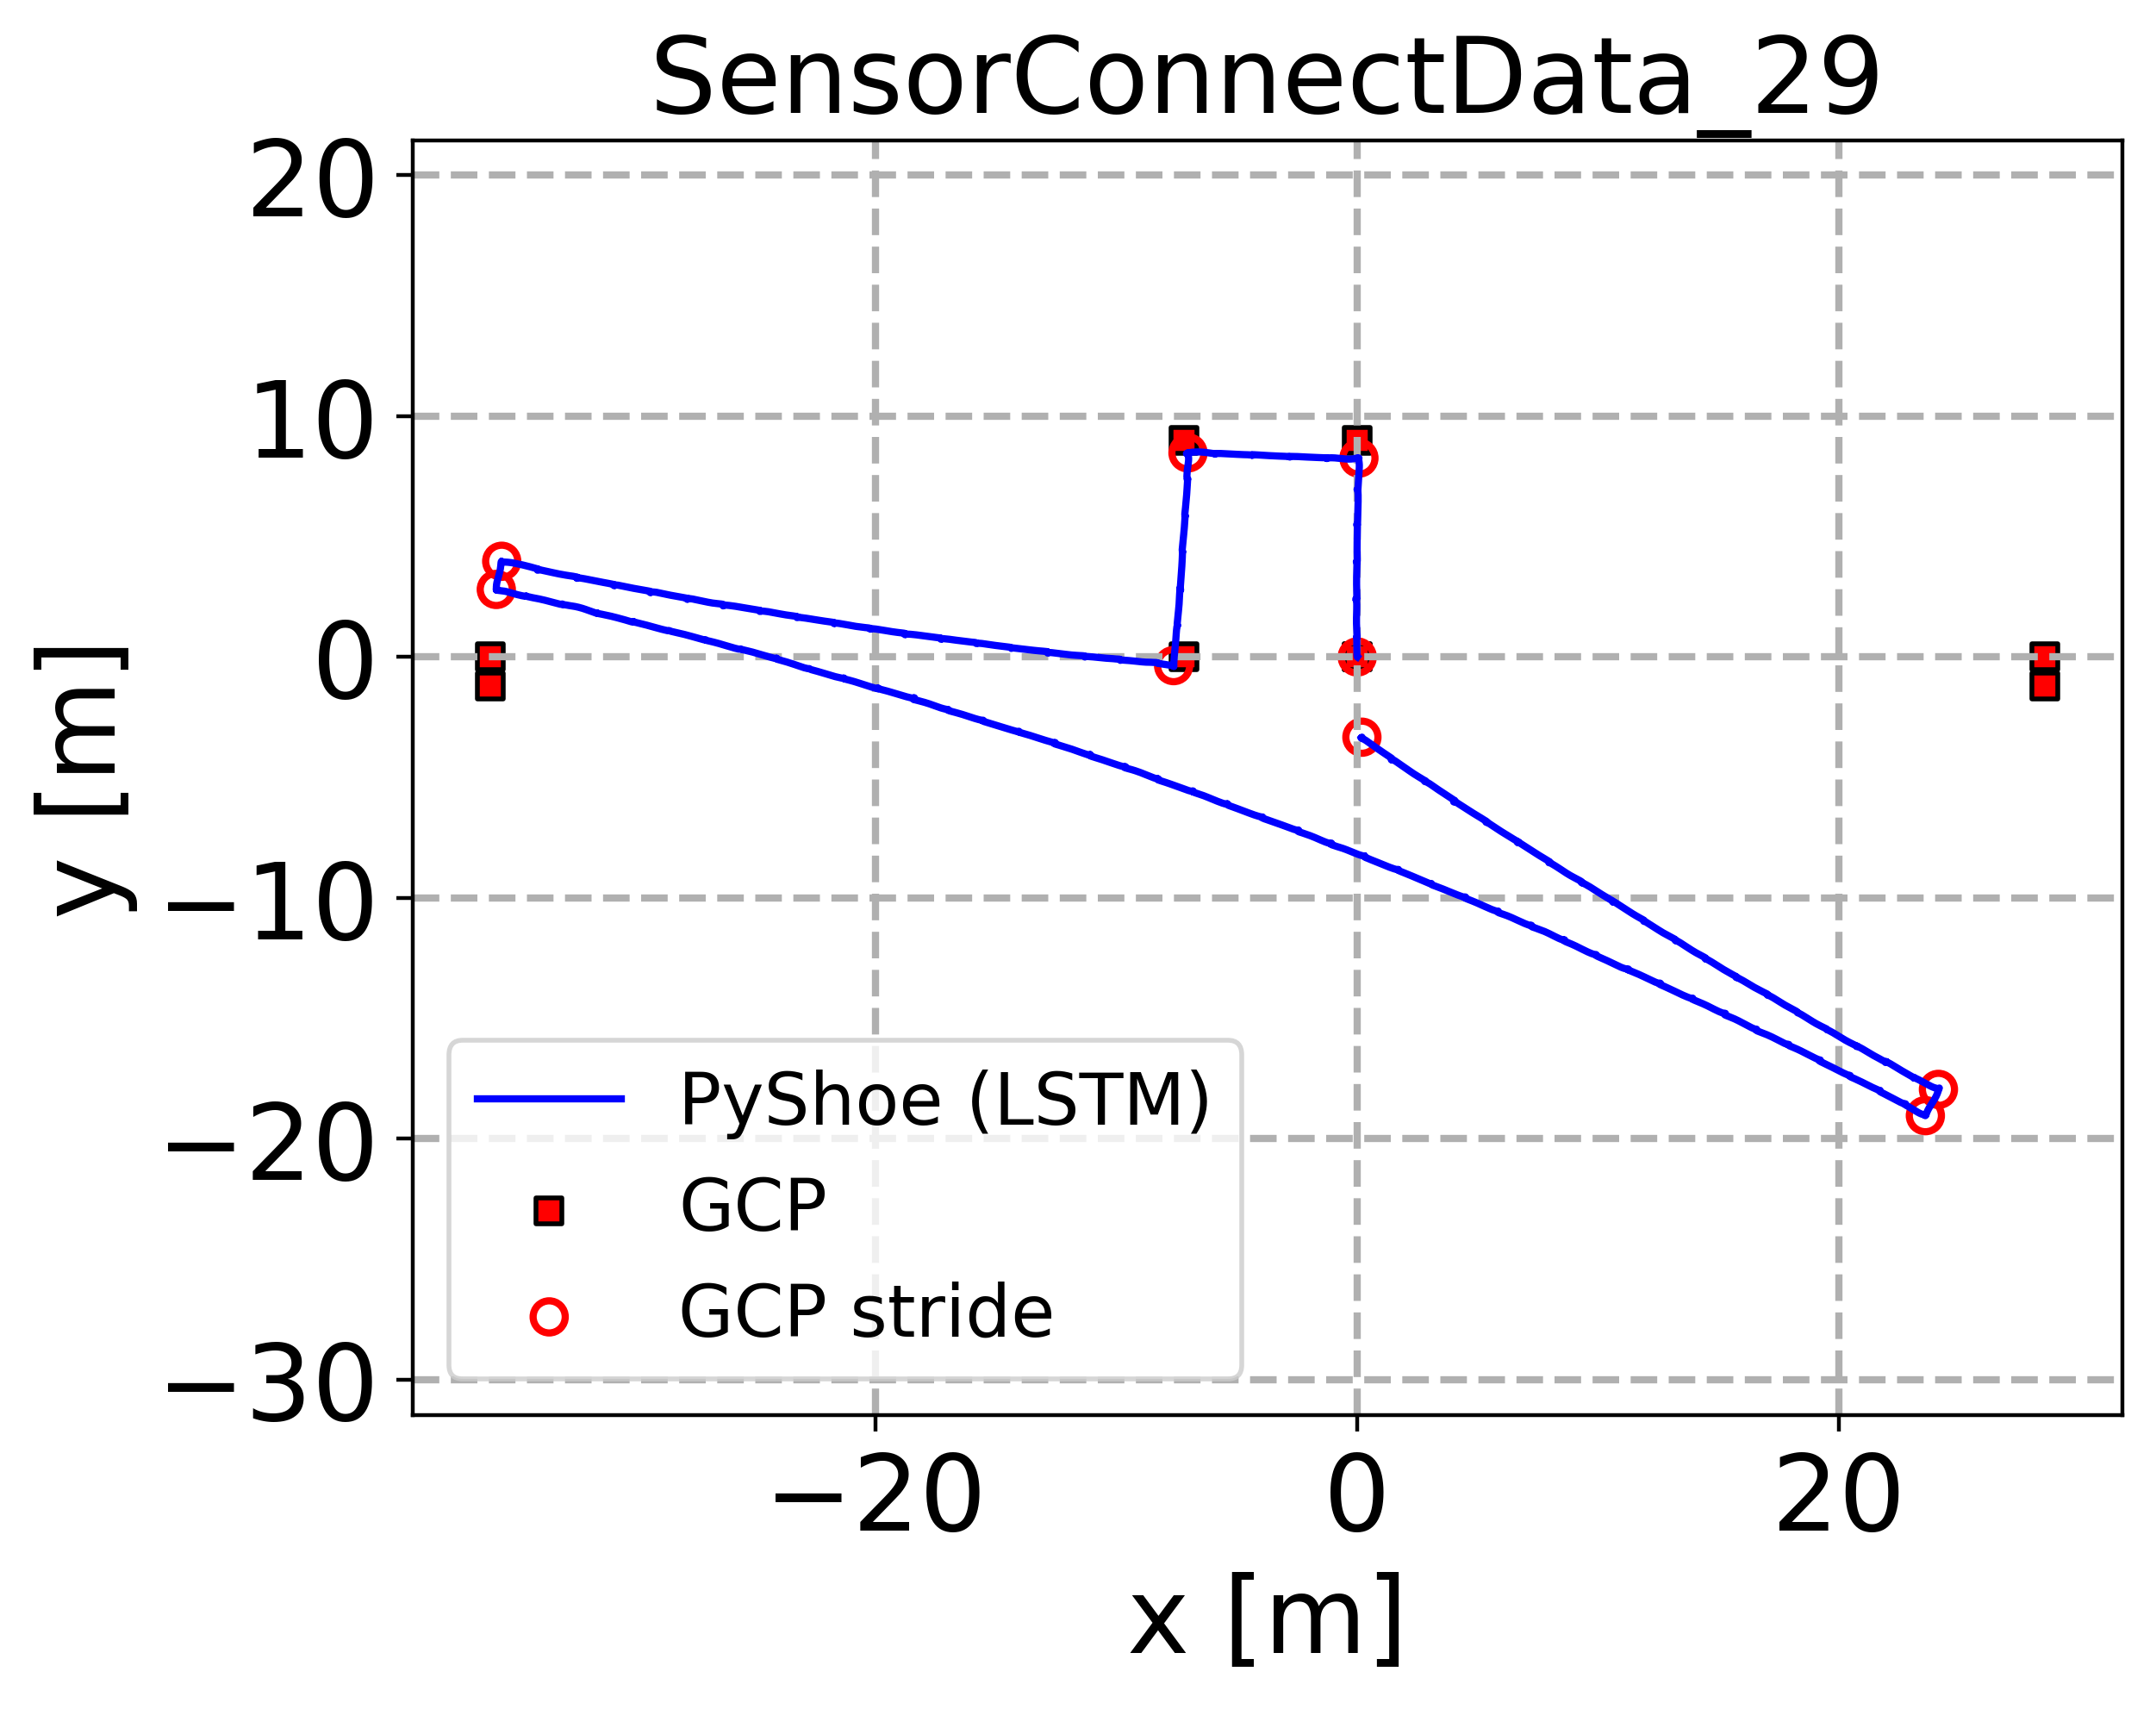 SensorConnectData_29
20
10
0
−10
−20
−30
y [m]
PyShoe (LSTM)
GCP
GCP stride
−20
0
20
x [m]